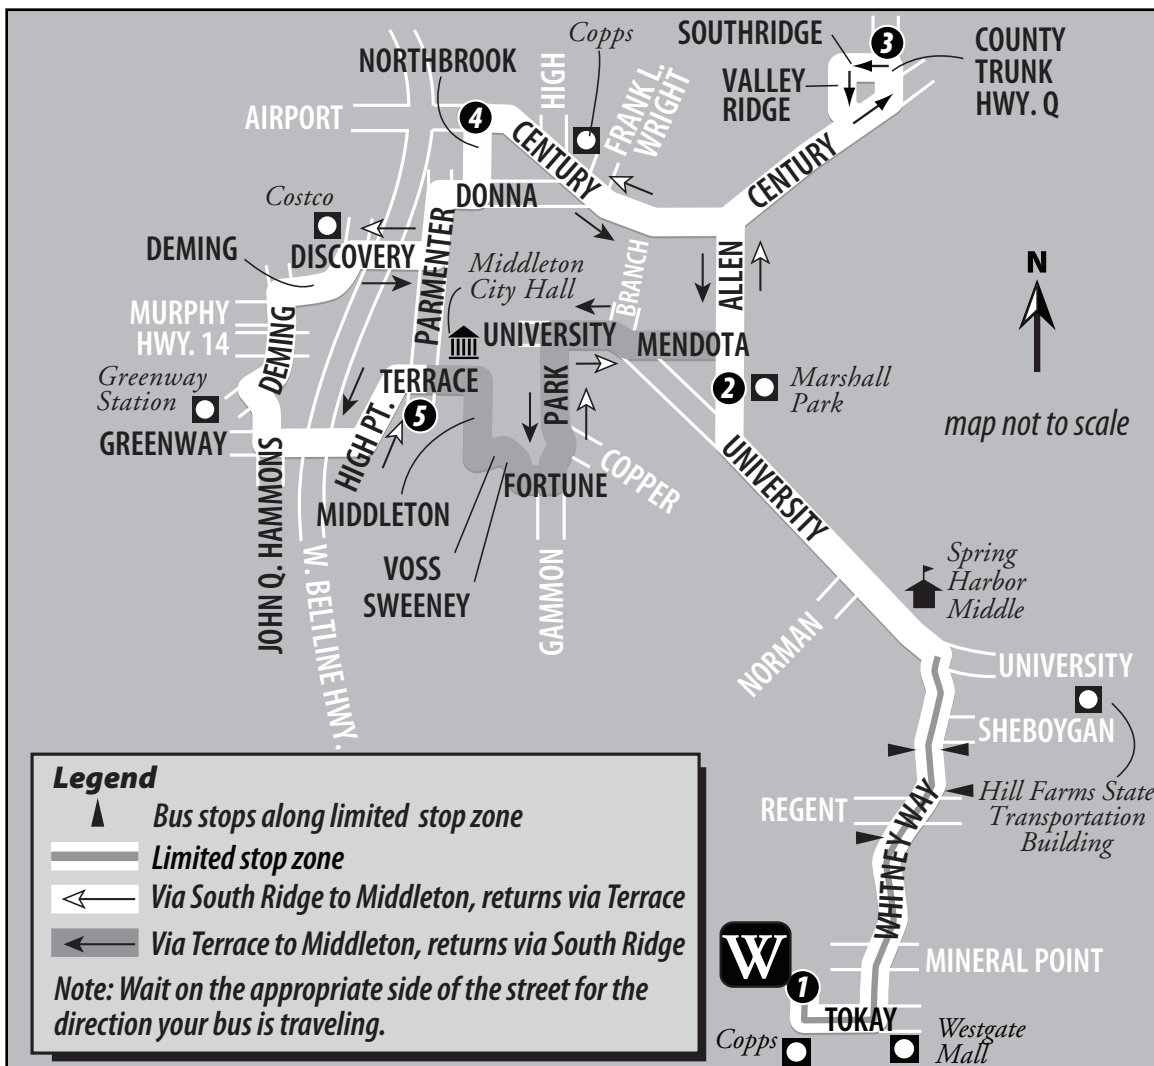 Copps
SOUTHRIDGE
3
COUNTY
TRUNK
HWY. Q
NORTHBROOK
HIGH
FRANK L.
WRIGHT
VALLEY
RIDGE
AIRPORT
4
CENTURY
CENTURY
Costco
DONNA
DEMING
DISCOVERY
PARMENTER
Middleton
City Hall
BRANCH
ALLEN
N
MURPHY
HWY. 14
DEMING
UNIVERSITY
MENDOTA
Greenway
Station
TERRACE
PARK
2
Marshall
Park
GREENWAY
HIGH PT.
5
map not to scale
JOHN Q. HAMMONS
MIDDLETON
FORTUNE
COPPER
UNIVERSITY
VOSS
SWEENEY
GAMMON
W. BELTLINE HWY.
Spring
Harbor
Middle
NORMAN
UNIVERSITY
SHEBOYGAN
REGENT
WHITNEY WAY
Hill Farms State
Transportation
Building
Legend
Bus stops along limited stop zone
Limited stop zone
Via South Ridge to Middleton, returns via Terrace
Via Terrace to Middleton, returns via South Ridge
Note: Wait on the appropriate side of the street for the
direction your bus is traveling.
W
1
MINERAL POINT
TOKAY
Copps
Westgate
Mall